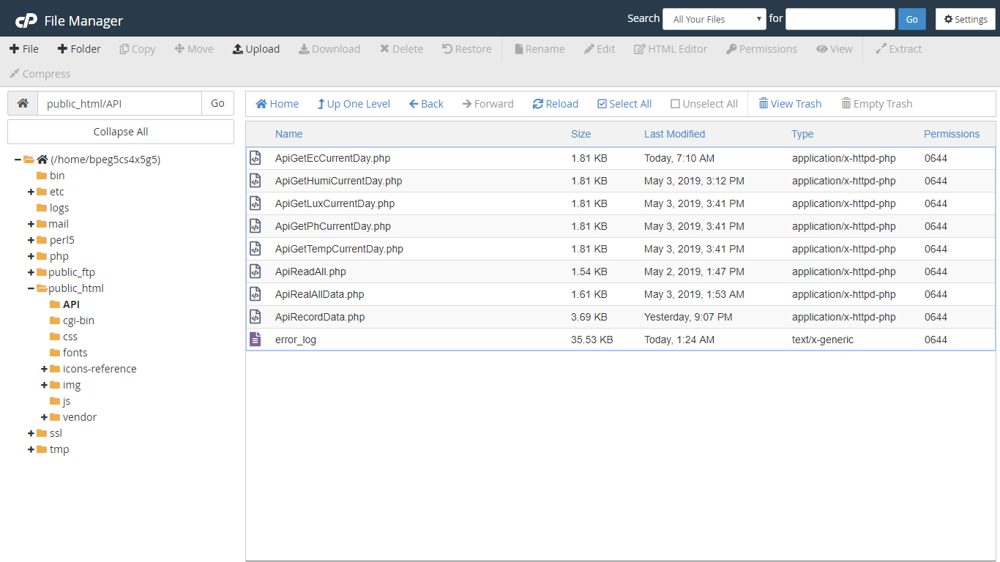 cP File Manager Search All Your Files for Go Settings
File Folder Copy Move Upload Download Delete Restore Rename Edit HTML Editor Permissions View Extract
Compress
public_html/API Go
Home Up One Level Back Forward Reload Select All Unselect All View Trash Empty Trash
Collapse All
(/home/bpeg5cs4x5g5)
bin
etc
logs
mail
perl5
php
public_ftp
public_html
API
cgi-bin
css
fonts
icons-reference
img
js
vendor
ssl
tmp
Name Size Last Modified Type Permissions
ApiGetEcCurrentDay.php 1.81 KB Today, 7:10 AM application/x-httpd-php 0644
ApiGetHumiCurrentDay.php 1.81 KB May 3, 2019, 3:12 PM application/x-httpd-php 0644
ApiGetLuxCurrentDay.php 1.81 KB May 3, 2019, 3:41 PM application/x-httpd-php 0644
ApiGetPhCurrentDay.php 1.81 KB May 3, 2019, 3:41 PM application/x-httpd-php 0644
ApiGetTempCurrentDay.php 1.81 KB May 3, 2019, 3:41 PM application/x-httpd-php 0644
ApiReadAll.php 1.54 KB May 2, 2019, 1:47 PM application/x-httpd-php 0644
ApiRealAllData.php 1.61 KB May 3, 2019, 1:53 AM application/x-httpd-php 0644
ApiRecordData.php 3.69 KB Yesterday, 9:07 PM application/x-httpd-php 0644
error_log 35.53 KB Today, 1:24 AM text/x-generic 0644